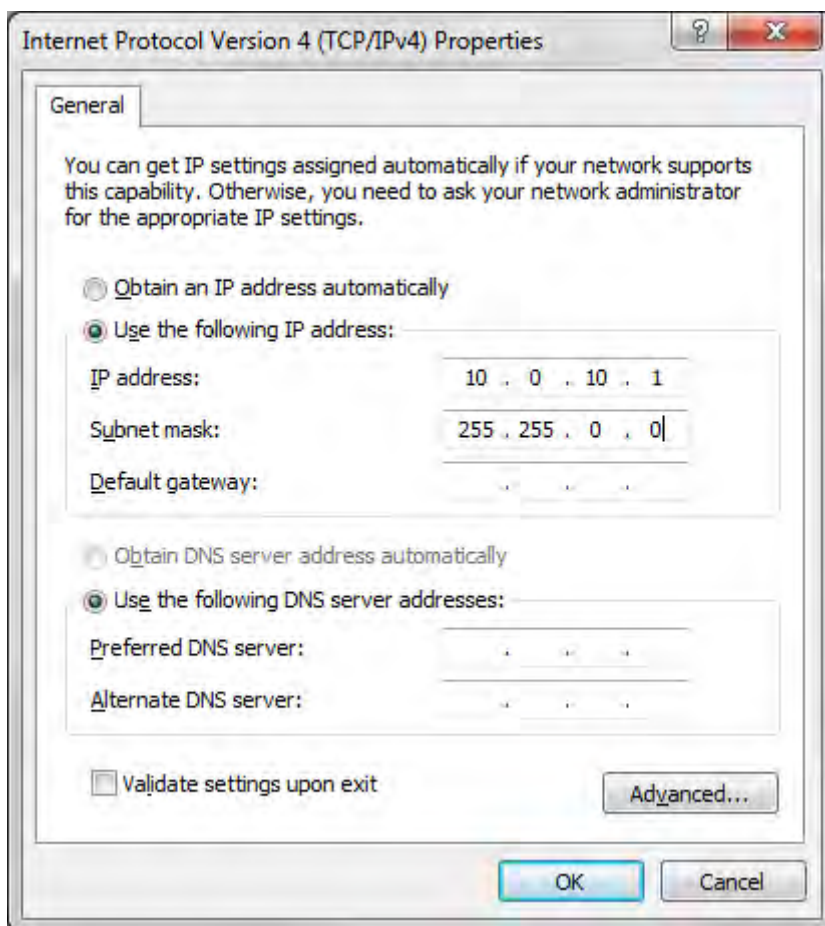 Internet Protocol Version 4 (TCP/IPv4) Properties
General
You can get IP settings assigned automatically if your network supports
this capability. Otherwise, you need to ask your network administrator
for the appropriate IP settings.
Obtain an IP address automatically
Use the following IP address:
IP address: 10 . 0 . 10 . 1
Subnet mask: 255 . 255 . 0 . 0
Default gateway: . . .
Obtain DNS server address automatically
Use the following DNS server addresses:
Preferred DNS server: . . .
Alternate DNS server: . . .
Validate settings upon exit
Advanced...
OK Cancel